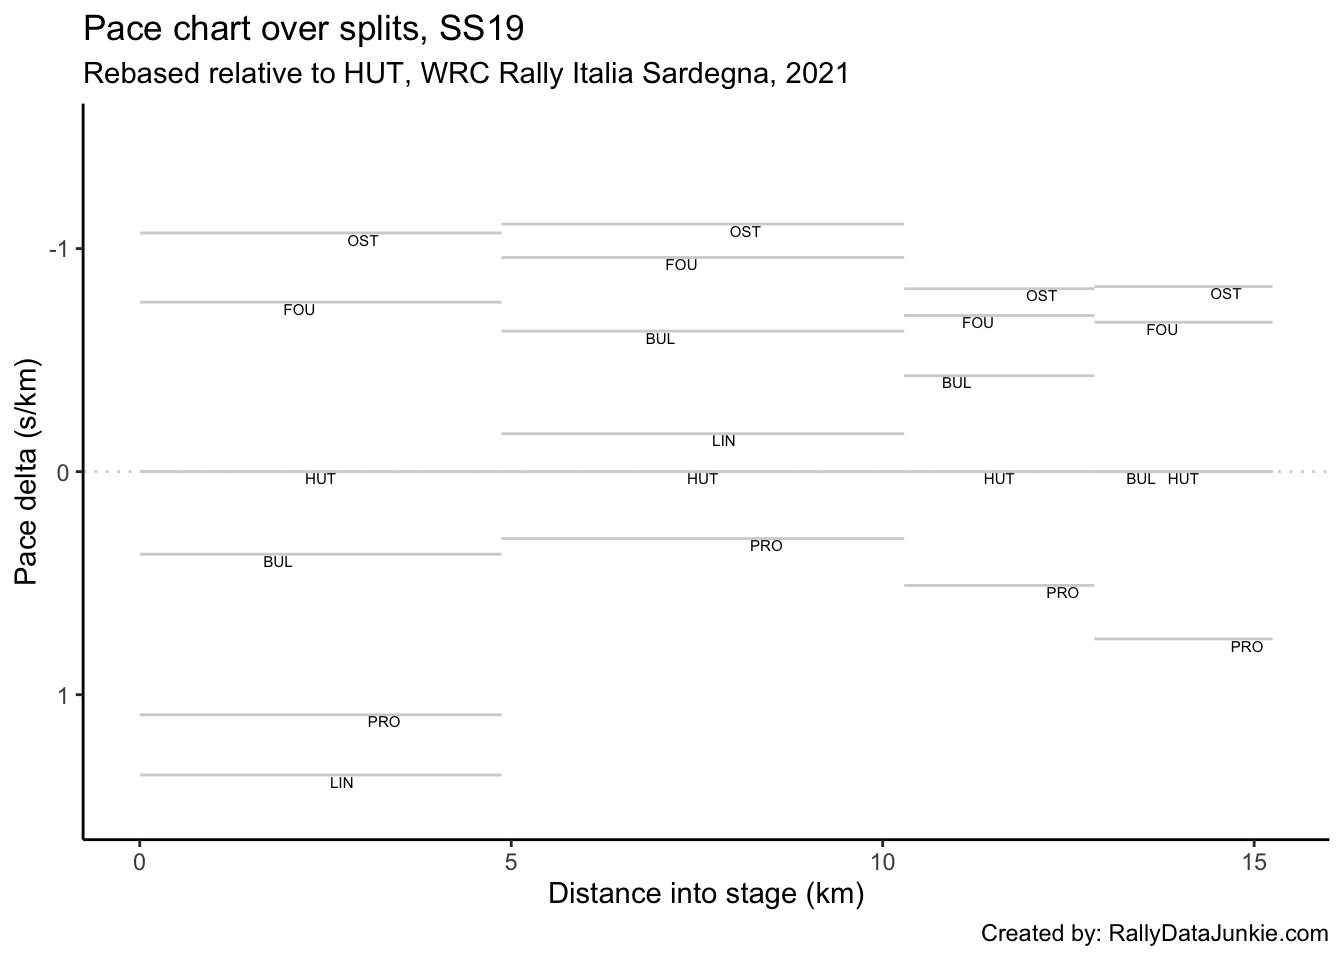 Pace chart over splits, SS19
Rebased relative to HUT, WRC Rally Italia Sardegna, 2021
Pace delta (s/km)
-1
0
1
OST
OST
FOU
FOU
OST
OST
FOU
FOU
BUL
BUL
LIN
HUT
HUT
HUT
BUL HUT
BUL
PRO
PRO
PRO
PRO
LIN
0 5 10 15
Distance into stage (km)
Created by: RallyDataJunkie.com